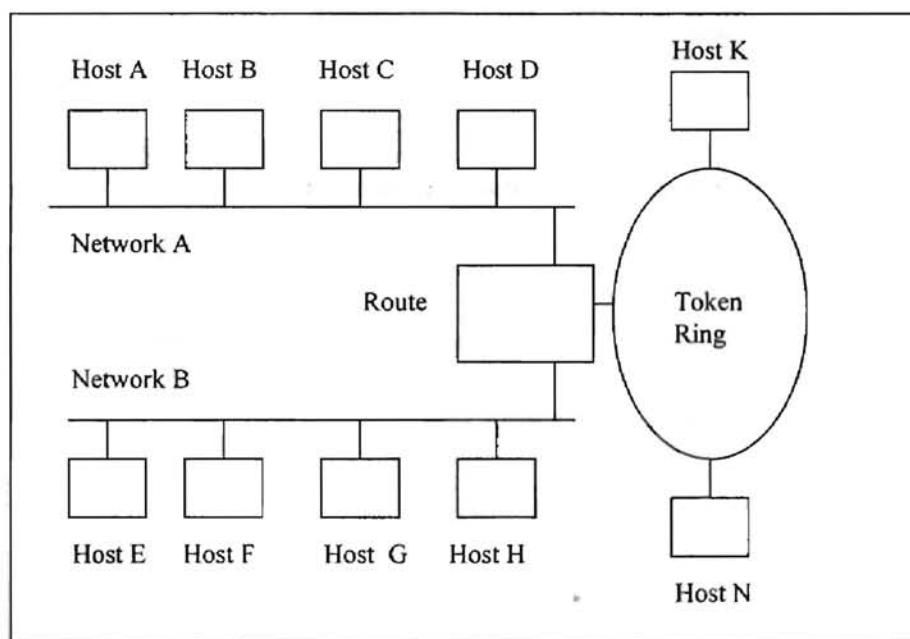 Host A Host B Host C Host D Host K
Network A
Route
Token
Ring
Network B
Host E Host F Host G Host H
Host N